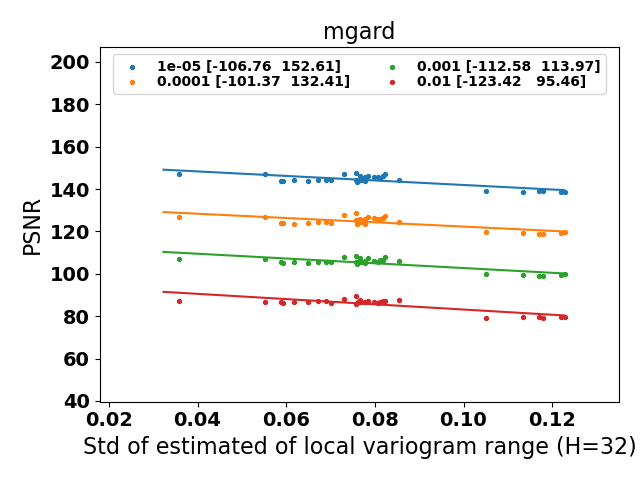 mgard
1e-05 [-106.76  152.61]
0.0001 [-101.37  132.41]
0.001 [-112.58  113.97]
0.01 [-123.42   95.46]
PSNR
200
180
160
140
120
100
80
60
40
0.02 0.04 0.06 0.08 0.10 0.12
Std of estimated of local variogram range (H=32)